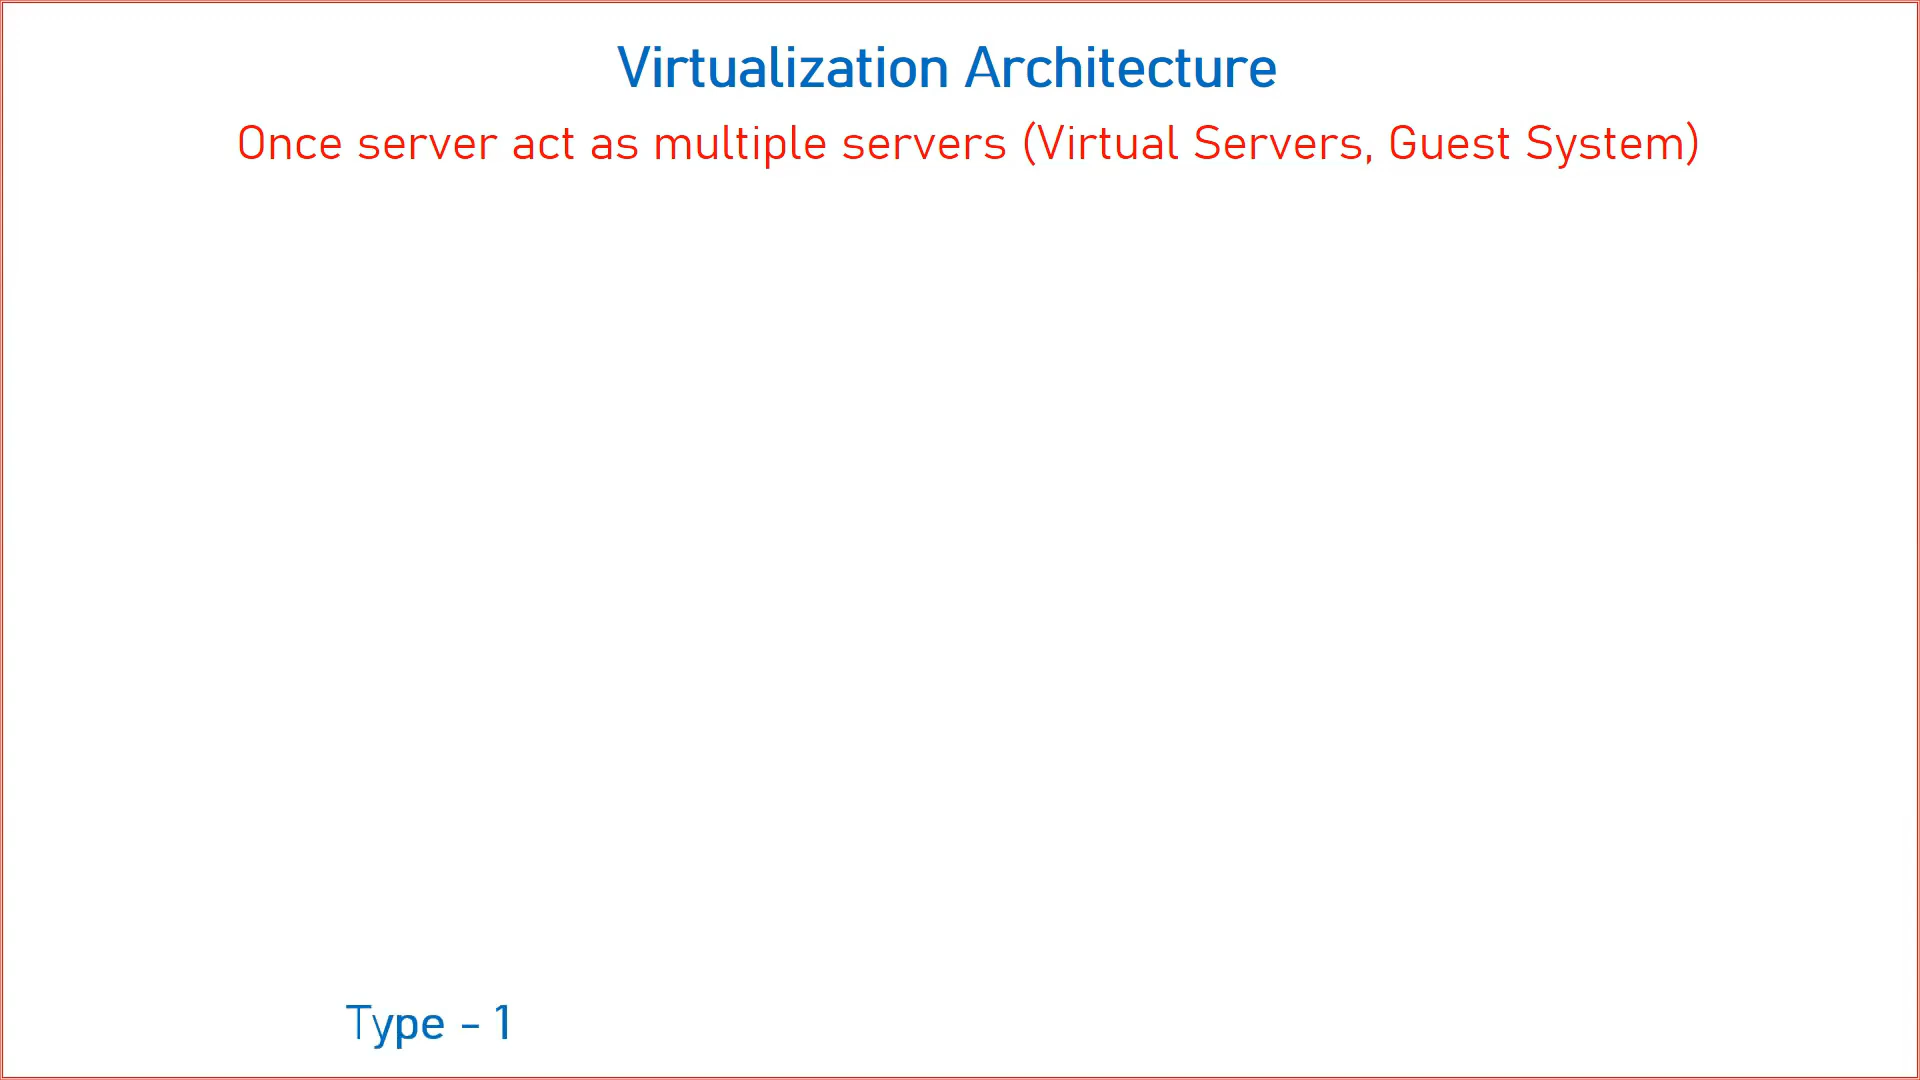 Virtualization Architecture
Once server act as multiple servers (Virtual Servers, Guest System)
Type - 1